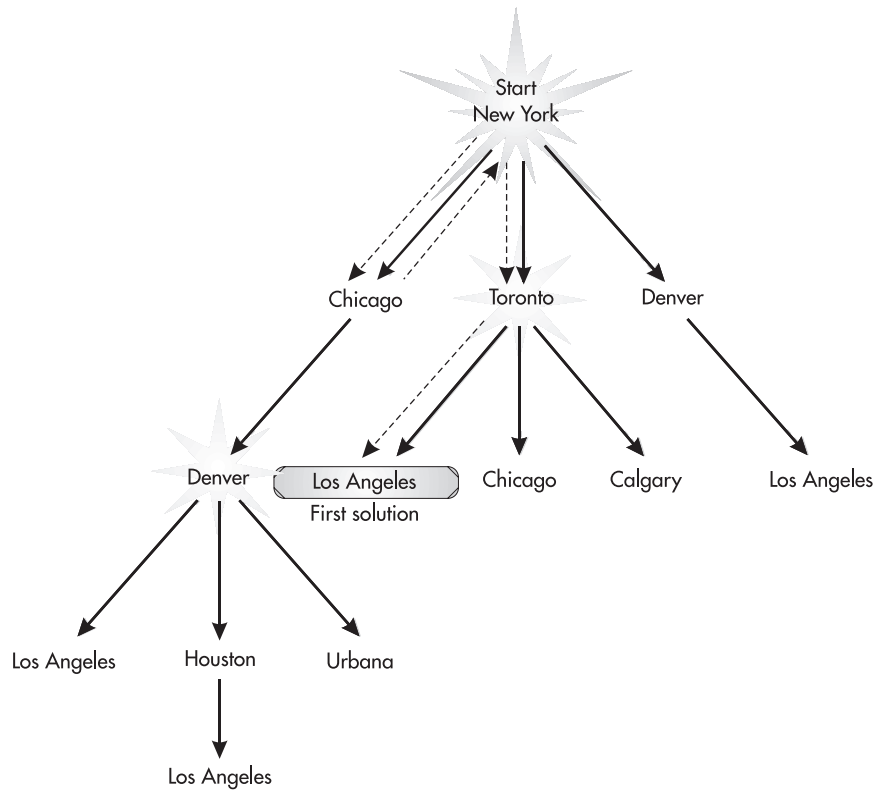 Start
New York
Chicago
Toronto
Denver
Denver
Los Angeles
Chicago
Calgary
Los Angeles
First solution
Los Angeles
Houston
Urbana
Los Angeles